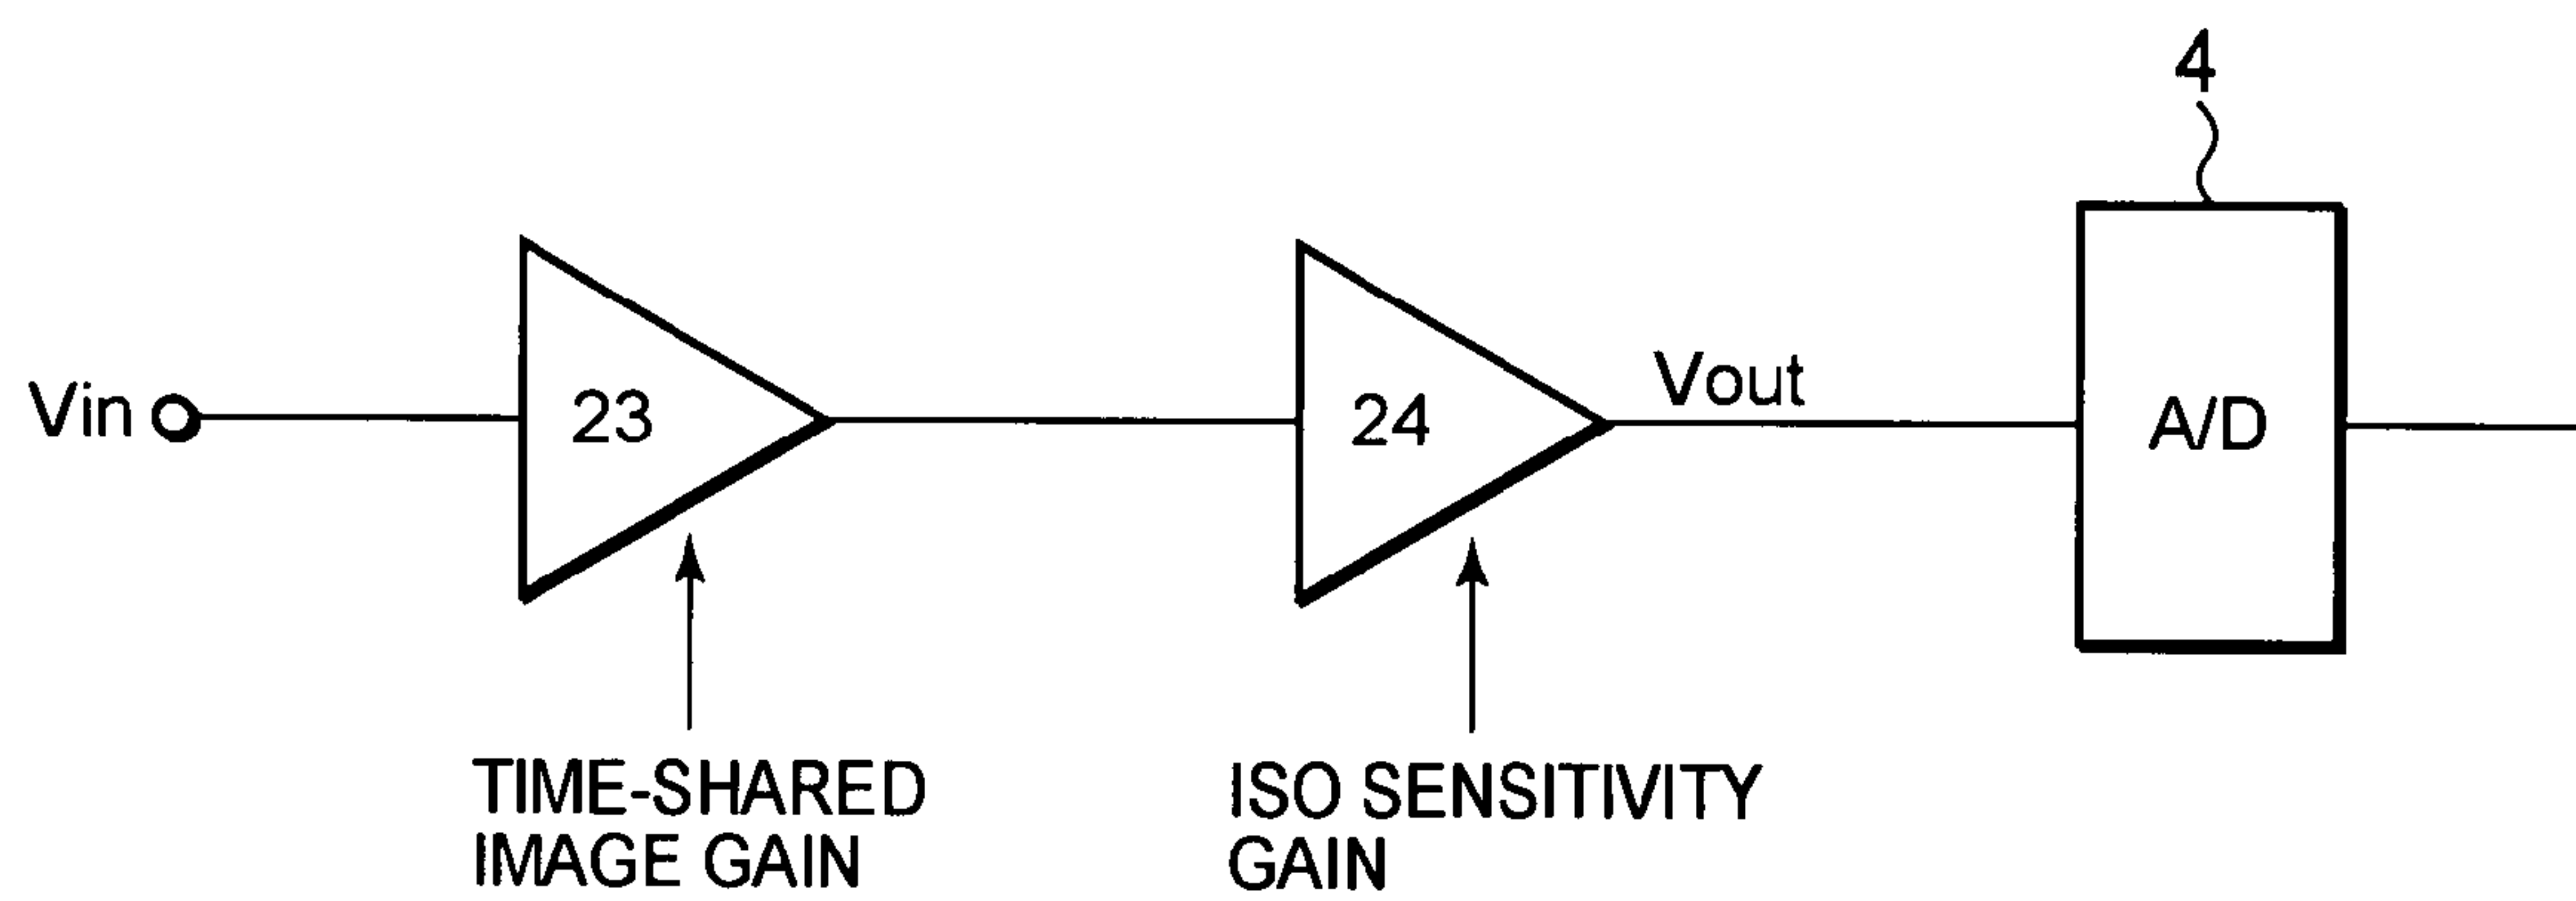 4
Vin
23
24
Vout
A/D
TIME-SHARED
IMAGE GAIN
ISO SENSITIVITY
GAIN